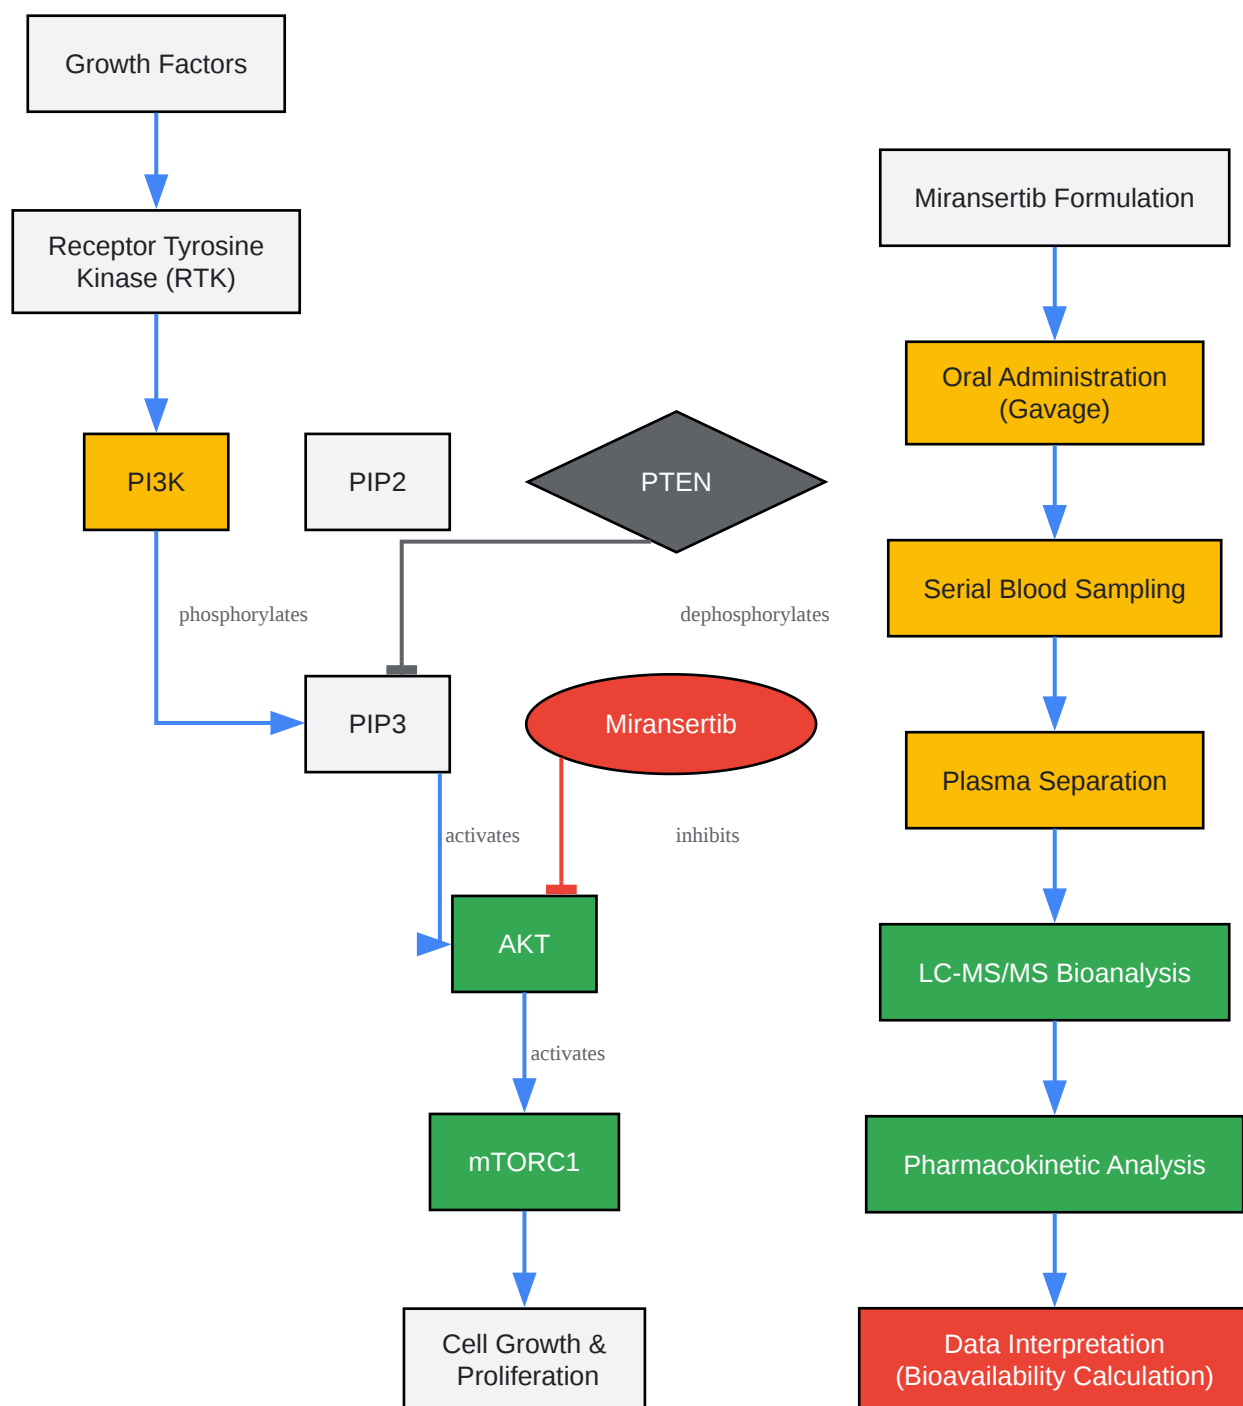 Growth Factors
Receptor Tyrosine
Kinase (RTK)
PI3K
PIP2
PTEN
phosphorylates
dephosphorylates
PIP3
Miransertib
activates
inhibits
AKT
activates
mTORC1
Cell Growth &
Proliferation
Miransertib Formulation
Oral Administration
(Gavage)
Serial Blood Sampling
Plasma Separation
LC-MS/MS Bioanalysis
Pharmacokinetic Analysis
Data Interpretation
(Bioavailability Calculation)